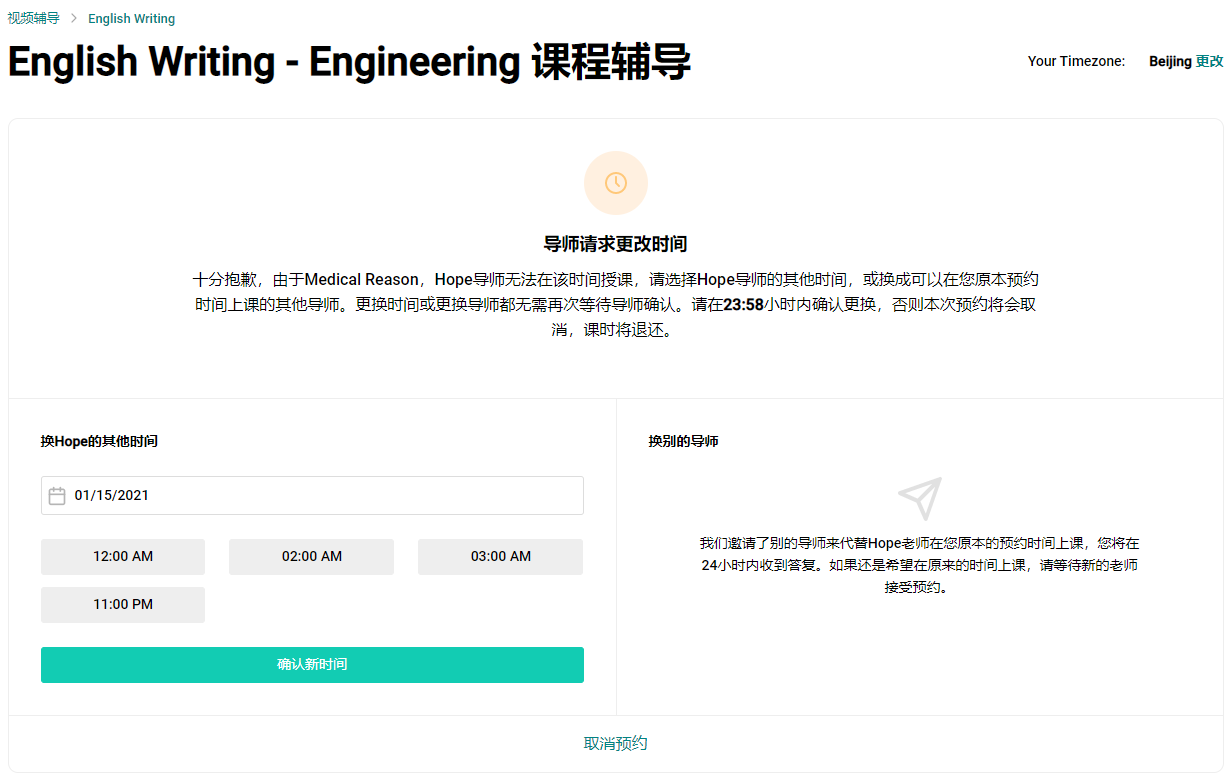 视频辅导 > English Writing
English Writing - Engineering 课程辅导
Your Timezone: Beijing 更改
导师请求更改时间
十分抱歉，由于Medical Reason，Hope导师无法在该时间授课，请选择Hope导师的其他时间，或换成可以在您原本预约
时间上课的其他导师。更换时间或更换导师都无需再次等待导师确认。请在23:58小时内确认更换，否则本次预约将会取
消，课时将退还。
换Hope的其他时间
01/15/2021
12:00 AM 02:00 AM 03:00 AM
11:00 PM
确认新时间
换别的导师
我们邀请了别的导师来代替Hope老师在您原本的预约时间上课，您将在
24小时内收到答复。如果还是希望在原来的时间上课，请等待新的老师
接受预约。
取消预约